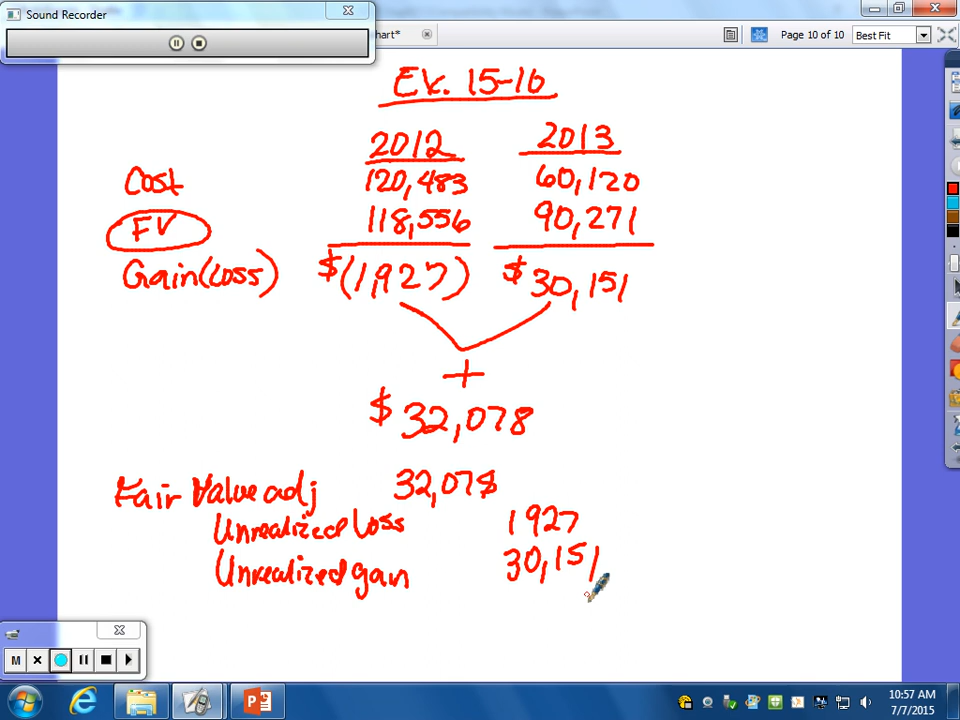 Sound Recorder
hart*
Page 10 of 10
Best Fit
Ex. 15-16
2012 2013
Cost 120,483 60,120
FV 118,556 90,271
Gain(Loss) $(1,927) $30,151
+
$32,078
Fair Value adj 32,078
Unrealized Loss 1927
Unrealized gain 30,151
M
10:57 AM
7/7/2015